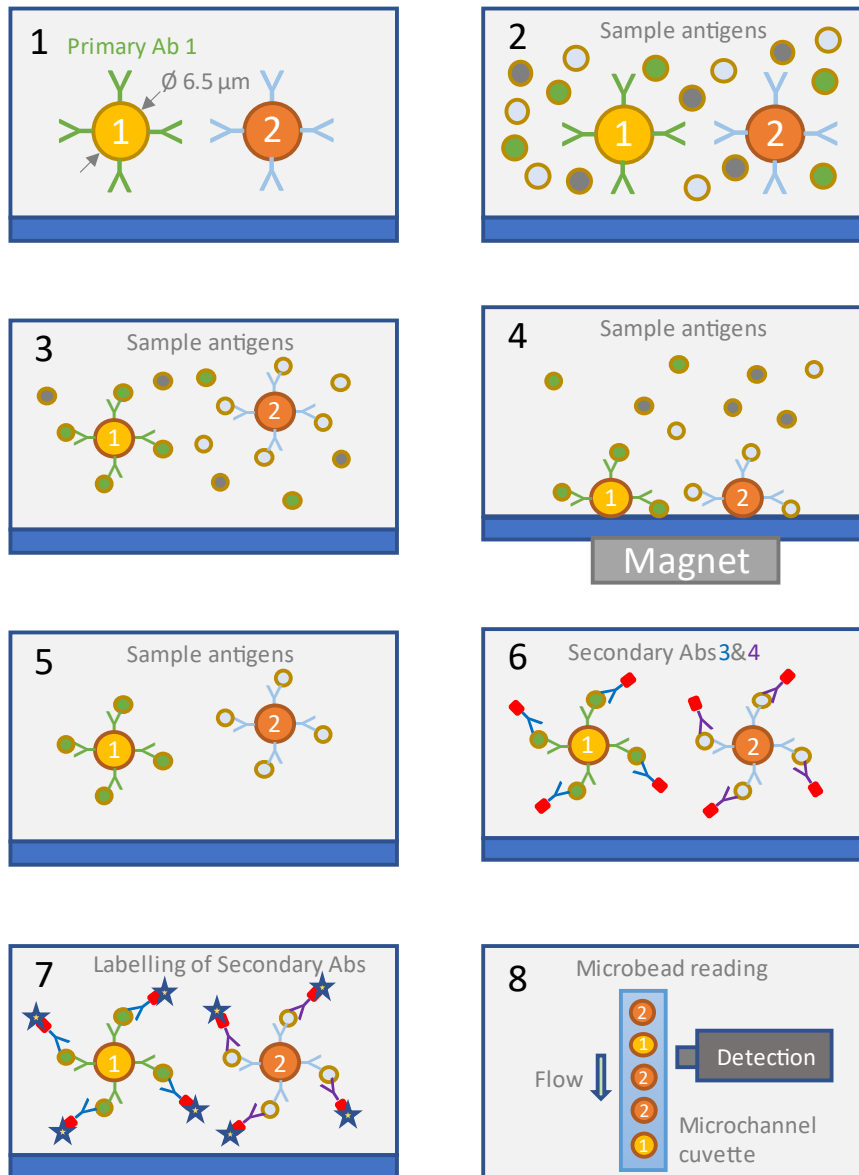 1
Primary Ab 1
Ø 6.5 µm
1
2
2
Sample antigens
1
2
3
Sample antigens
1
2
4
Sample antigens
1
2
Magnet
5
Sample antigens
1
2
6
Secondary Abs3&4
1
2
7
Labelling of Secondary Abs
1
2
8
Microbead reading
2
1
Detection
Flow
2
2
Microchannel
1
cuvette